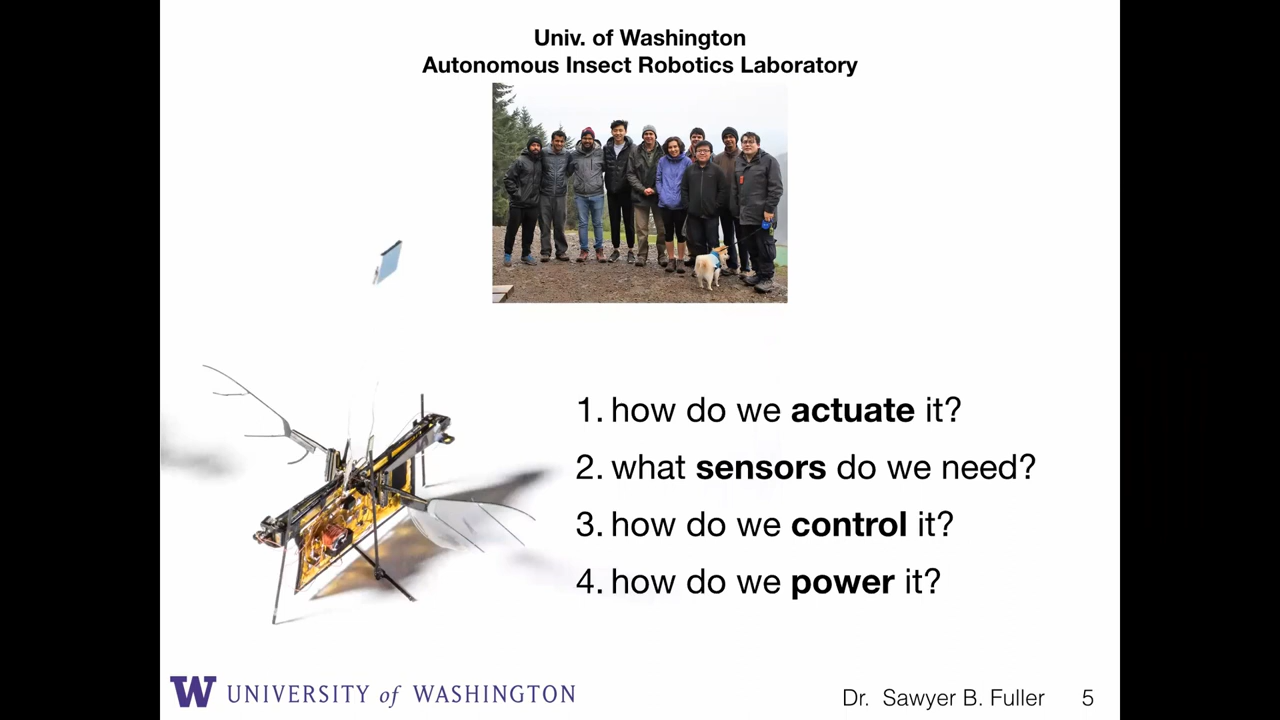 Univ. of Washington
Autonomous Insect Robotics Laboratory
1. how do we actuate it?
2. what sensors do we need?
3. how do we control it?
4. how do we power it?
W UNIVERSITY of WASHINGTON
Dr. Sawyer B. Fuller 5